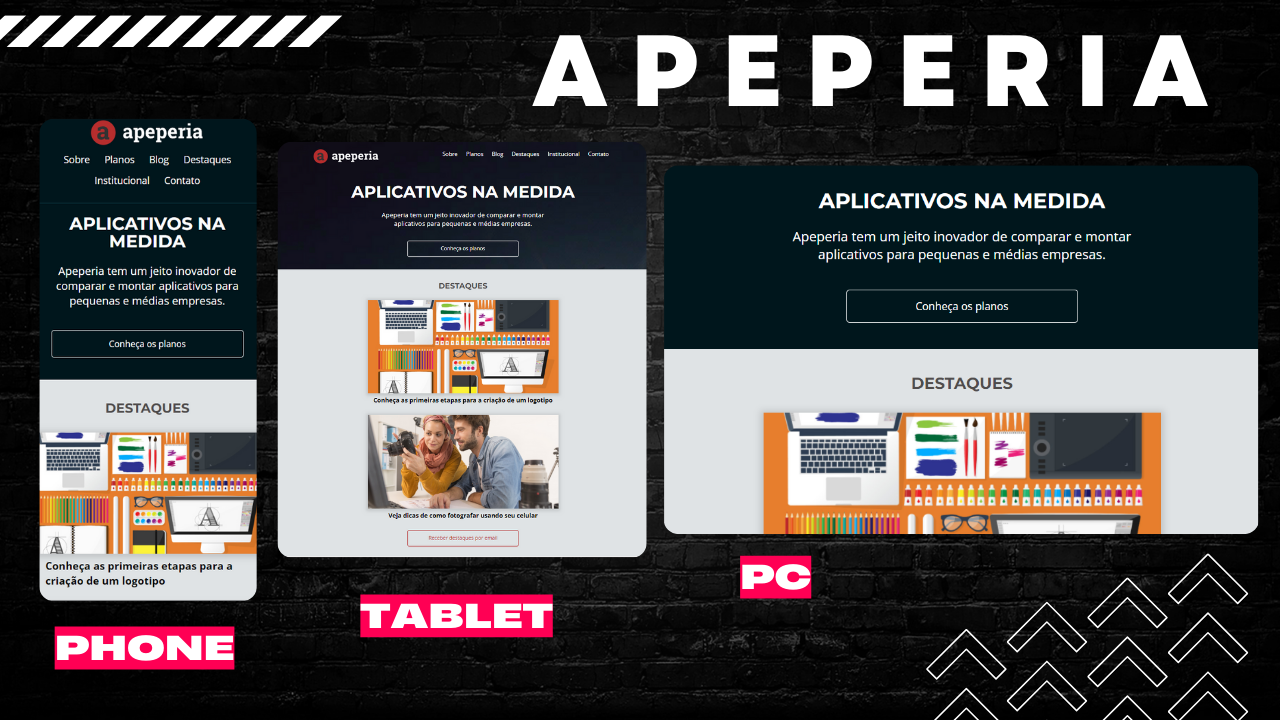 APEPERIA
a apeperia
Sobre Planos Blog Destaques
Institucional Contato
APLICATIVOS NA
MEDIDA
Apeperia tem um jeito inovador de
comparar e montar aplicativos para
pequenas e médias empresas.
Conheça os planos
DESTAQUES
A
A
Conheça as primeiras etapas para a
criação de um logotipo
PHONE
a apeperia
Sobre Planos Blog Destaques Institucional Contato
APLICATIVOS NA MEDIDA
Apeperia tem um jeito inovador de comparar e montar
aplicativos para pequenas e médias empresas.
Conheça os planos
DESTAQUES
A
A
Conheça as primeiras etapas para a criação de um logotipo
Veja dicas de como fotografar usando seu celular
Receber destaques por email
TABLET
APLICATIVOS NA MEDIDA
Apeperia tem um jeito inovador de comparar e montar
aplicativos para pequenas e médias empresas.
Conheça os planos
DESTAQUES
PC